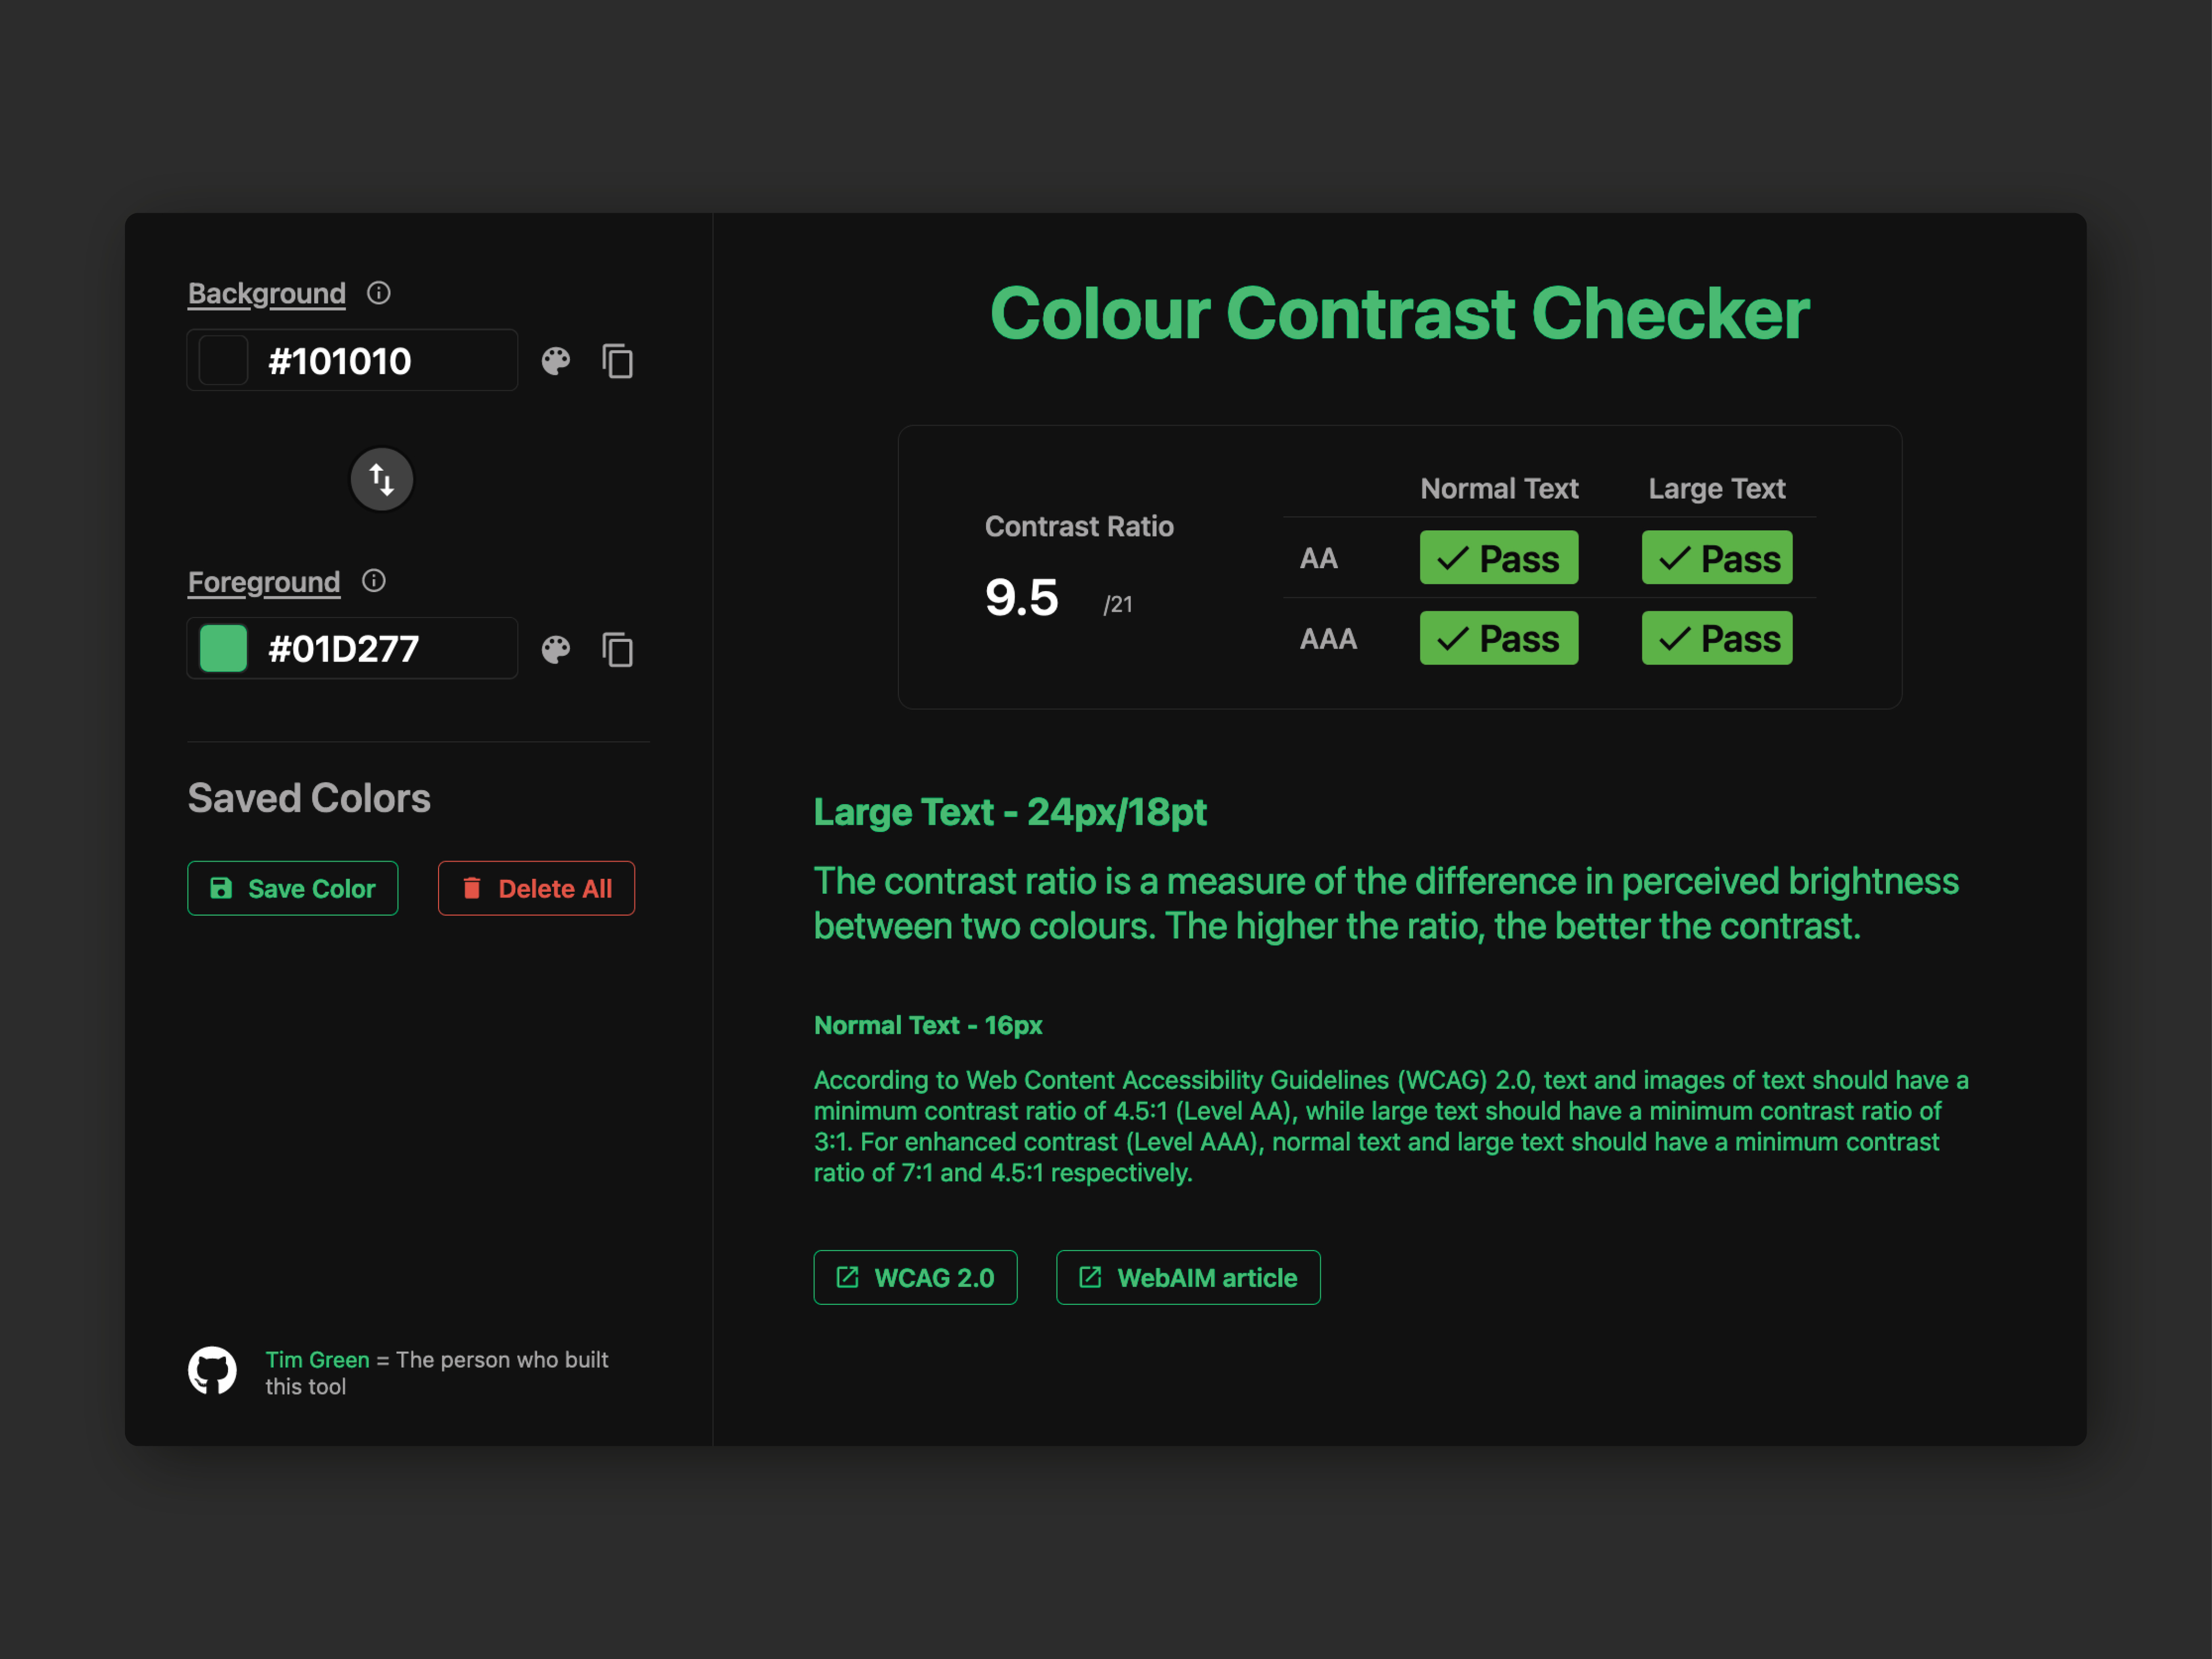 Background
#101010
Foreground
#01D277
Saved Colors
Save Color
Delete All
Tim Green = The person who built
this tool
Colour Contrast Checker
Contrast Ratio
9.5 /21
Normal Text Large Text
AA Pass Pass
AAA Pass Pass
Large Text - 24px/18pt
The contrast ratio is a measure of the difference in perceived brightness
between two colours. The higher the ratio, the better the contrast.
Normal Text - 16px
According to Web Content Accessibility Guidelines (WCAG) 2.0, text and images of text should have a
minimum contrast ratio of 4.5:1 (Level AA), while large text should have a minimum contrast ratio of
3:1. For enhanced contrast (Level AAA), normal text and large text should have a minimum contrast
ratio of 7:1 and 4.5:1 respectively.
WCAG 2.0
WebAIM article